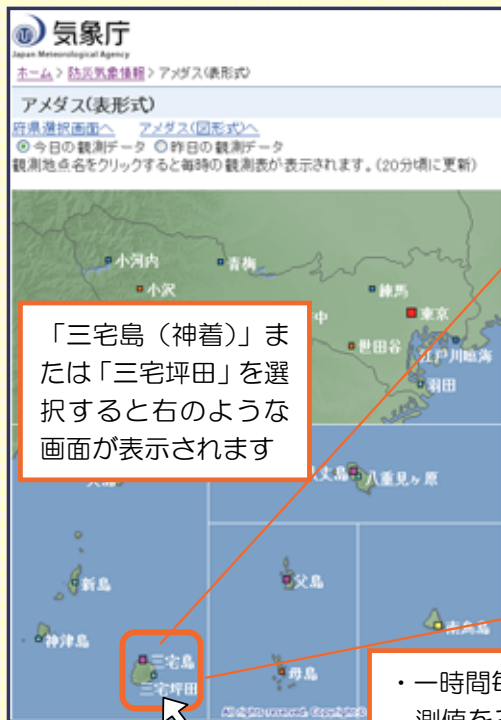 気象庁
Japan Meteorological Agency
ホーム > 防災気象情報 > アメダス(表形式)
アメダス(表形式)
府県選択画面へ アメダス(図形式)へ
今日の観測データ 昨日の観測データ
観測地点名をクリックすると毎時の観測表が表示されます。(20分頃に更新)
小河内
青梅
小沢
練馬
東京
中
世田谷
江戸川臨海
羽田
「三宅島（神着）」ま
たは「三宅坪田」を選
択すると右のような
画面が表示されます
八重見ヶ原
新島
父島
神津島
南鳥島
三宅島
三宅坪田
母島
・一時間毎